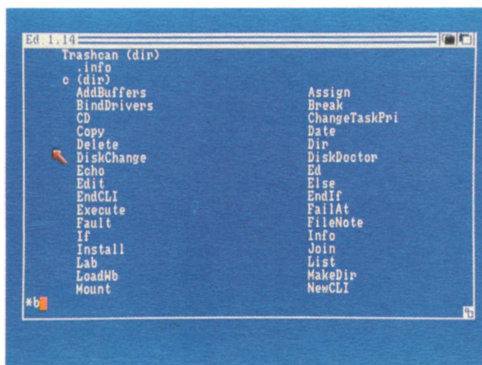 Ed 1.14
Trashcan (dir)
.info
c (dir)
AddBuffers Assign
BindDrivers Break
CD ChangeTaskPri
Copy Date
Delete Dir
DiskChange DiskDoctor
Echo Ed
Edit Else
EndCLI EndIf
Execute FailAt
Fault FileNote
If Info
Install Join
Lab List
LoadWb MakeDir
Mount NewCLI
*b